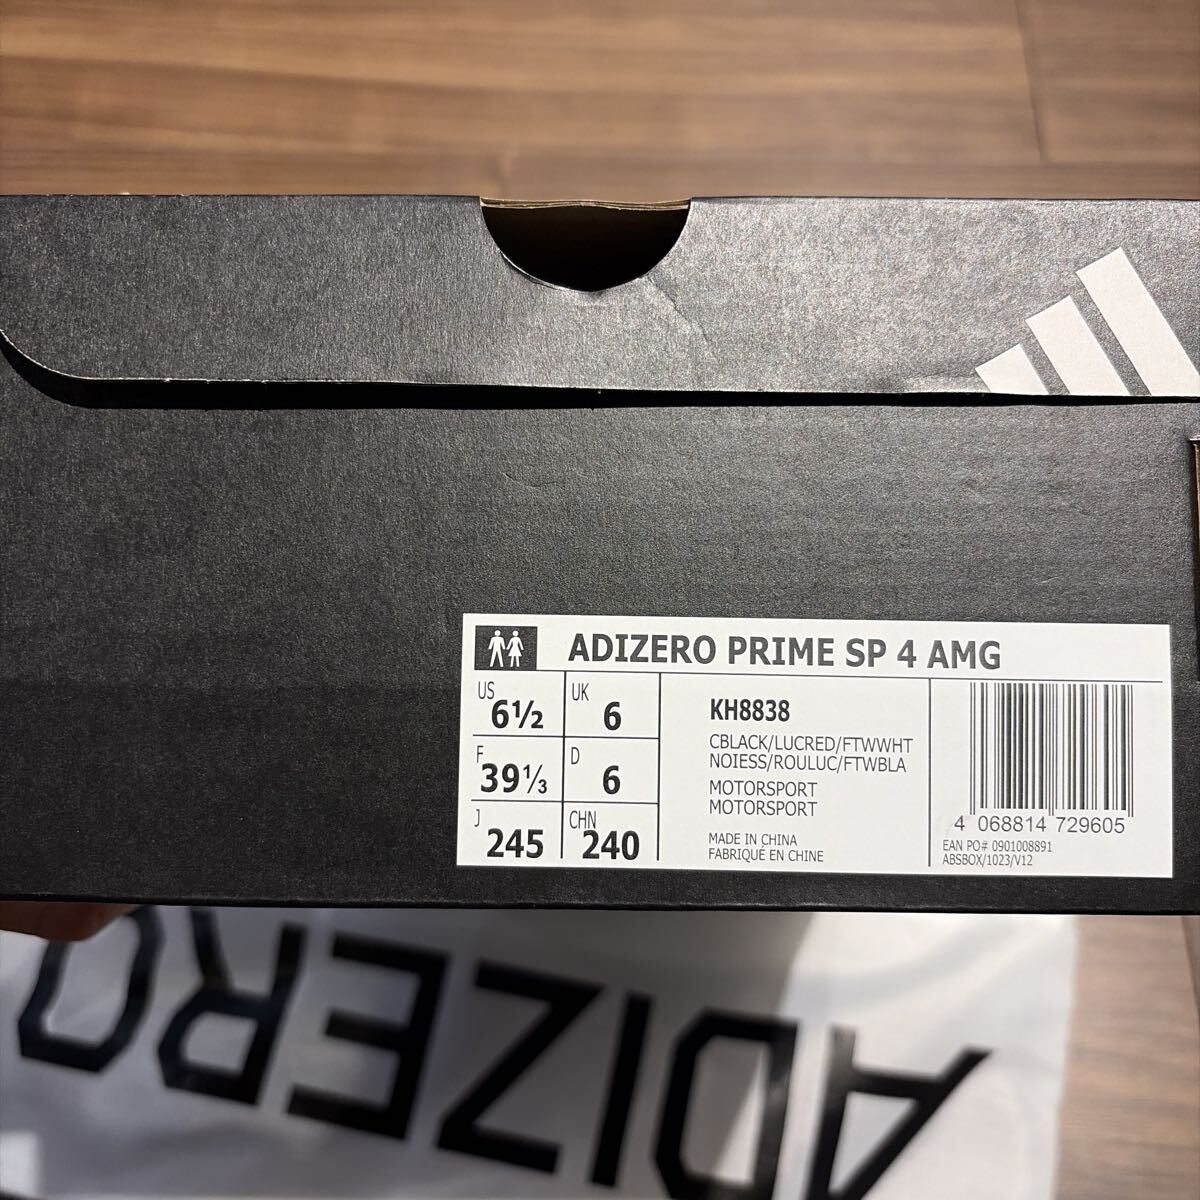 ADIZERO PRIME SP 4 AMG
US 6½ UK 6
F 39⅓ D 6
J 245 CHN 240
KH8838
CBLACK/LUCRED/FTWWHT
NOIESS/ROULUC/FTWBLA
MOTORSPORT
MOTORSPORT
MADE IN CHINA
FABRIQUÉ EN CHINE
4 068814 729605
EAN PO# 0901008891
ABSBOX/1023/V12
ADIZERO